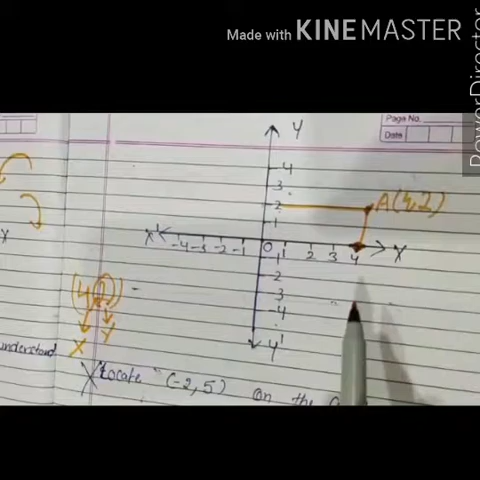 Made with KINEMASTER
PowerDirector
Page No.
Date
Y
4
3
2
A(4,2)
1
X' -4 -3 -2 -1 0 1 2 3 4 X
-1
2
3
-4
Y'
(4,2) -
X Y
understand
X Locate (-2,5) on the